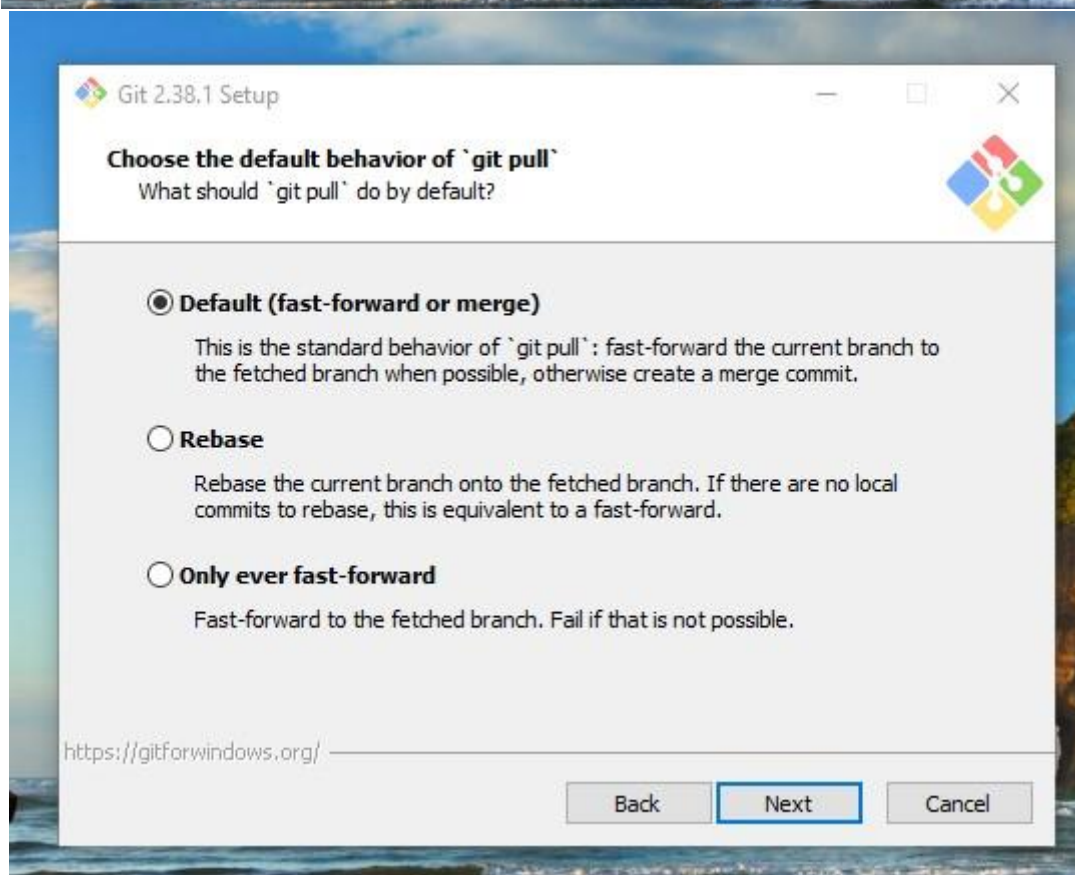 Git 2.38.1 Setup
Choose the default behavior of `git pull`
What should `git pull` do by default?
Default (fast-forward or merge)
This is the standard behavior of `git pull`: fast-forward the current branch to
the fetched branch when possible, otherwise create a merge commit.
Rebase
Rebase the current branch onto the fetched branch. If there are no local
commits to rebase, this is equivalent to a fast-forward.
Only ever fast-forward
Fast-forward to the fetched branch. Fail if that is not possible.
https://gitforwindows.org/
Back Next Cancel